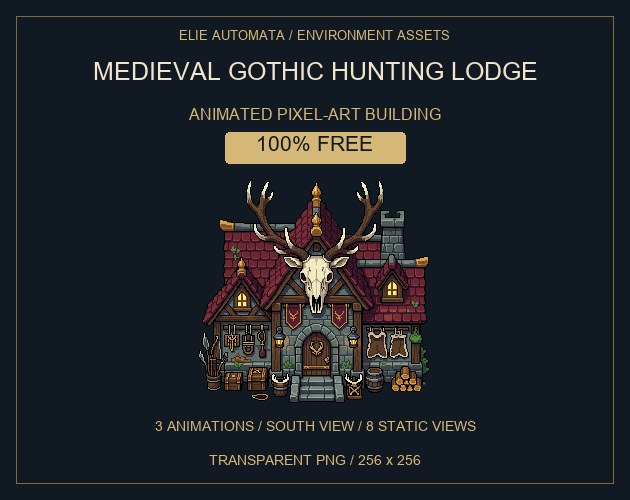 ELIE AUTOMATA / ENVIRONMENT ASSETS
MEDIEVAL GOTHIC HUNTING LODGE
ANIMATED PIXEL-ART BUILDING
100% FREE
3 ANIMATIONS / SOUTH VIEW / 8 STATIC VIEWS
TRANSPARENT PNG / 256 x 256